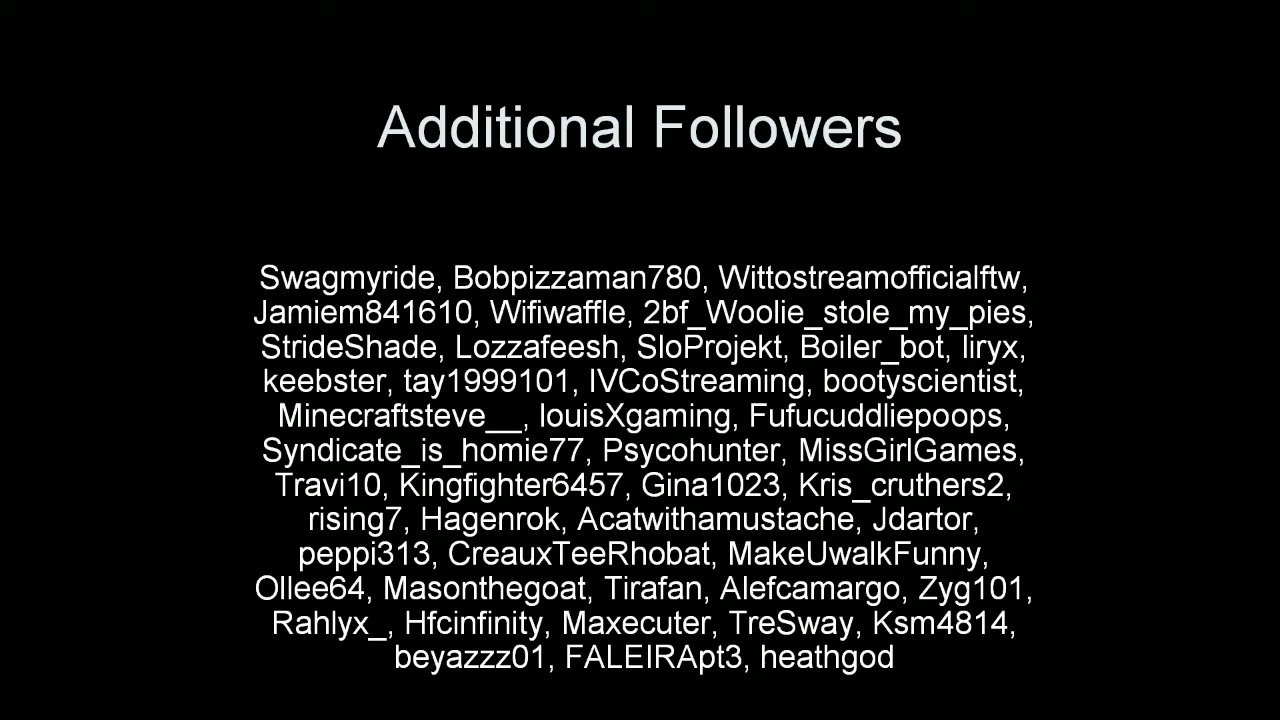 Additional Followers
Swagmyride, Bobpizzaman780, Wittostreamofficialftw,
Jamiem841610, Wifiwaffle, 2bf_Woolie_stole_my_pies,
StrideShade, Lozzafeesh, SloProjekt, Boiler_bot, liryx,
keebster, tay1999101, IVCoStreaming, bootyscientist,
Minecraftsteve__, louisXgaming, Fufucuddliepoops,
Syndicate_is_homie77, Psycohunter, MissGirlGames,
Travi10, Kingfighter6457, Gina1023, Kris_cruthers2,
rising7, Hagenrok, Acatwithamustache, Jdartor,
peppi313, CreauxTeeRhobat, MakeUwalkFunny,
Ollee64, Masonthegoat, Tirafan, Alefcamargo, Zyg101,
Rahlyx_, Hfcinfinity, Maxecuter, TreSway, Ksm4814,
beyazzz01, FALEIRApt3, heathgod